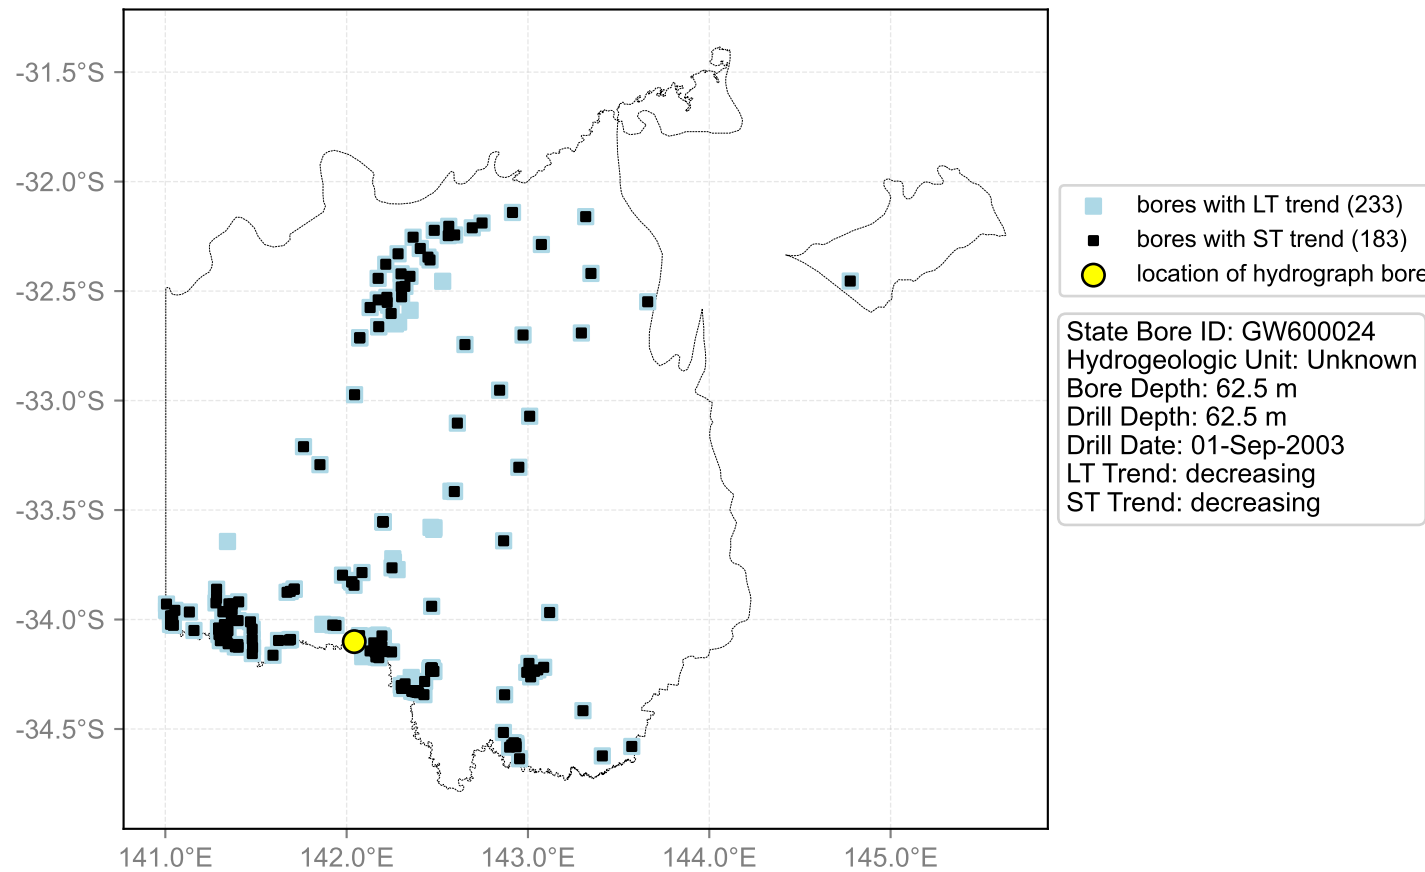 -31.5°S
-32.0°S
-32.5°S
-33.0°S
-33.5°S
-34.0°S
-34.5°S
141.0°E
142.0°E
143.0°E
144.0°E
145.0°E
bores with LT trend (233)
bores with ST trend (183)
location of hydrograph bore
State Bore ID: GW600024
Hydrogeologic Unit: Unknown
Bore Depth: 62.5 m
Drill Depth: 62.5 m
Drill Date: 01-Sep-2003
LT Trend: decreasing
ST Trend: decreasing